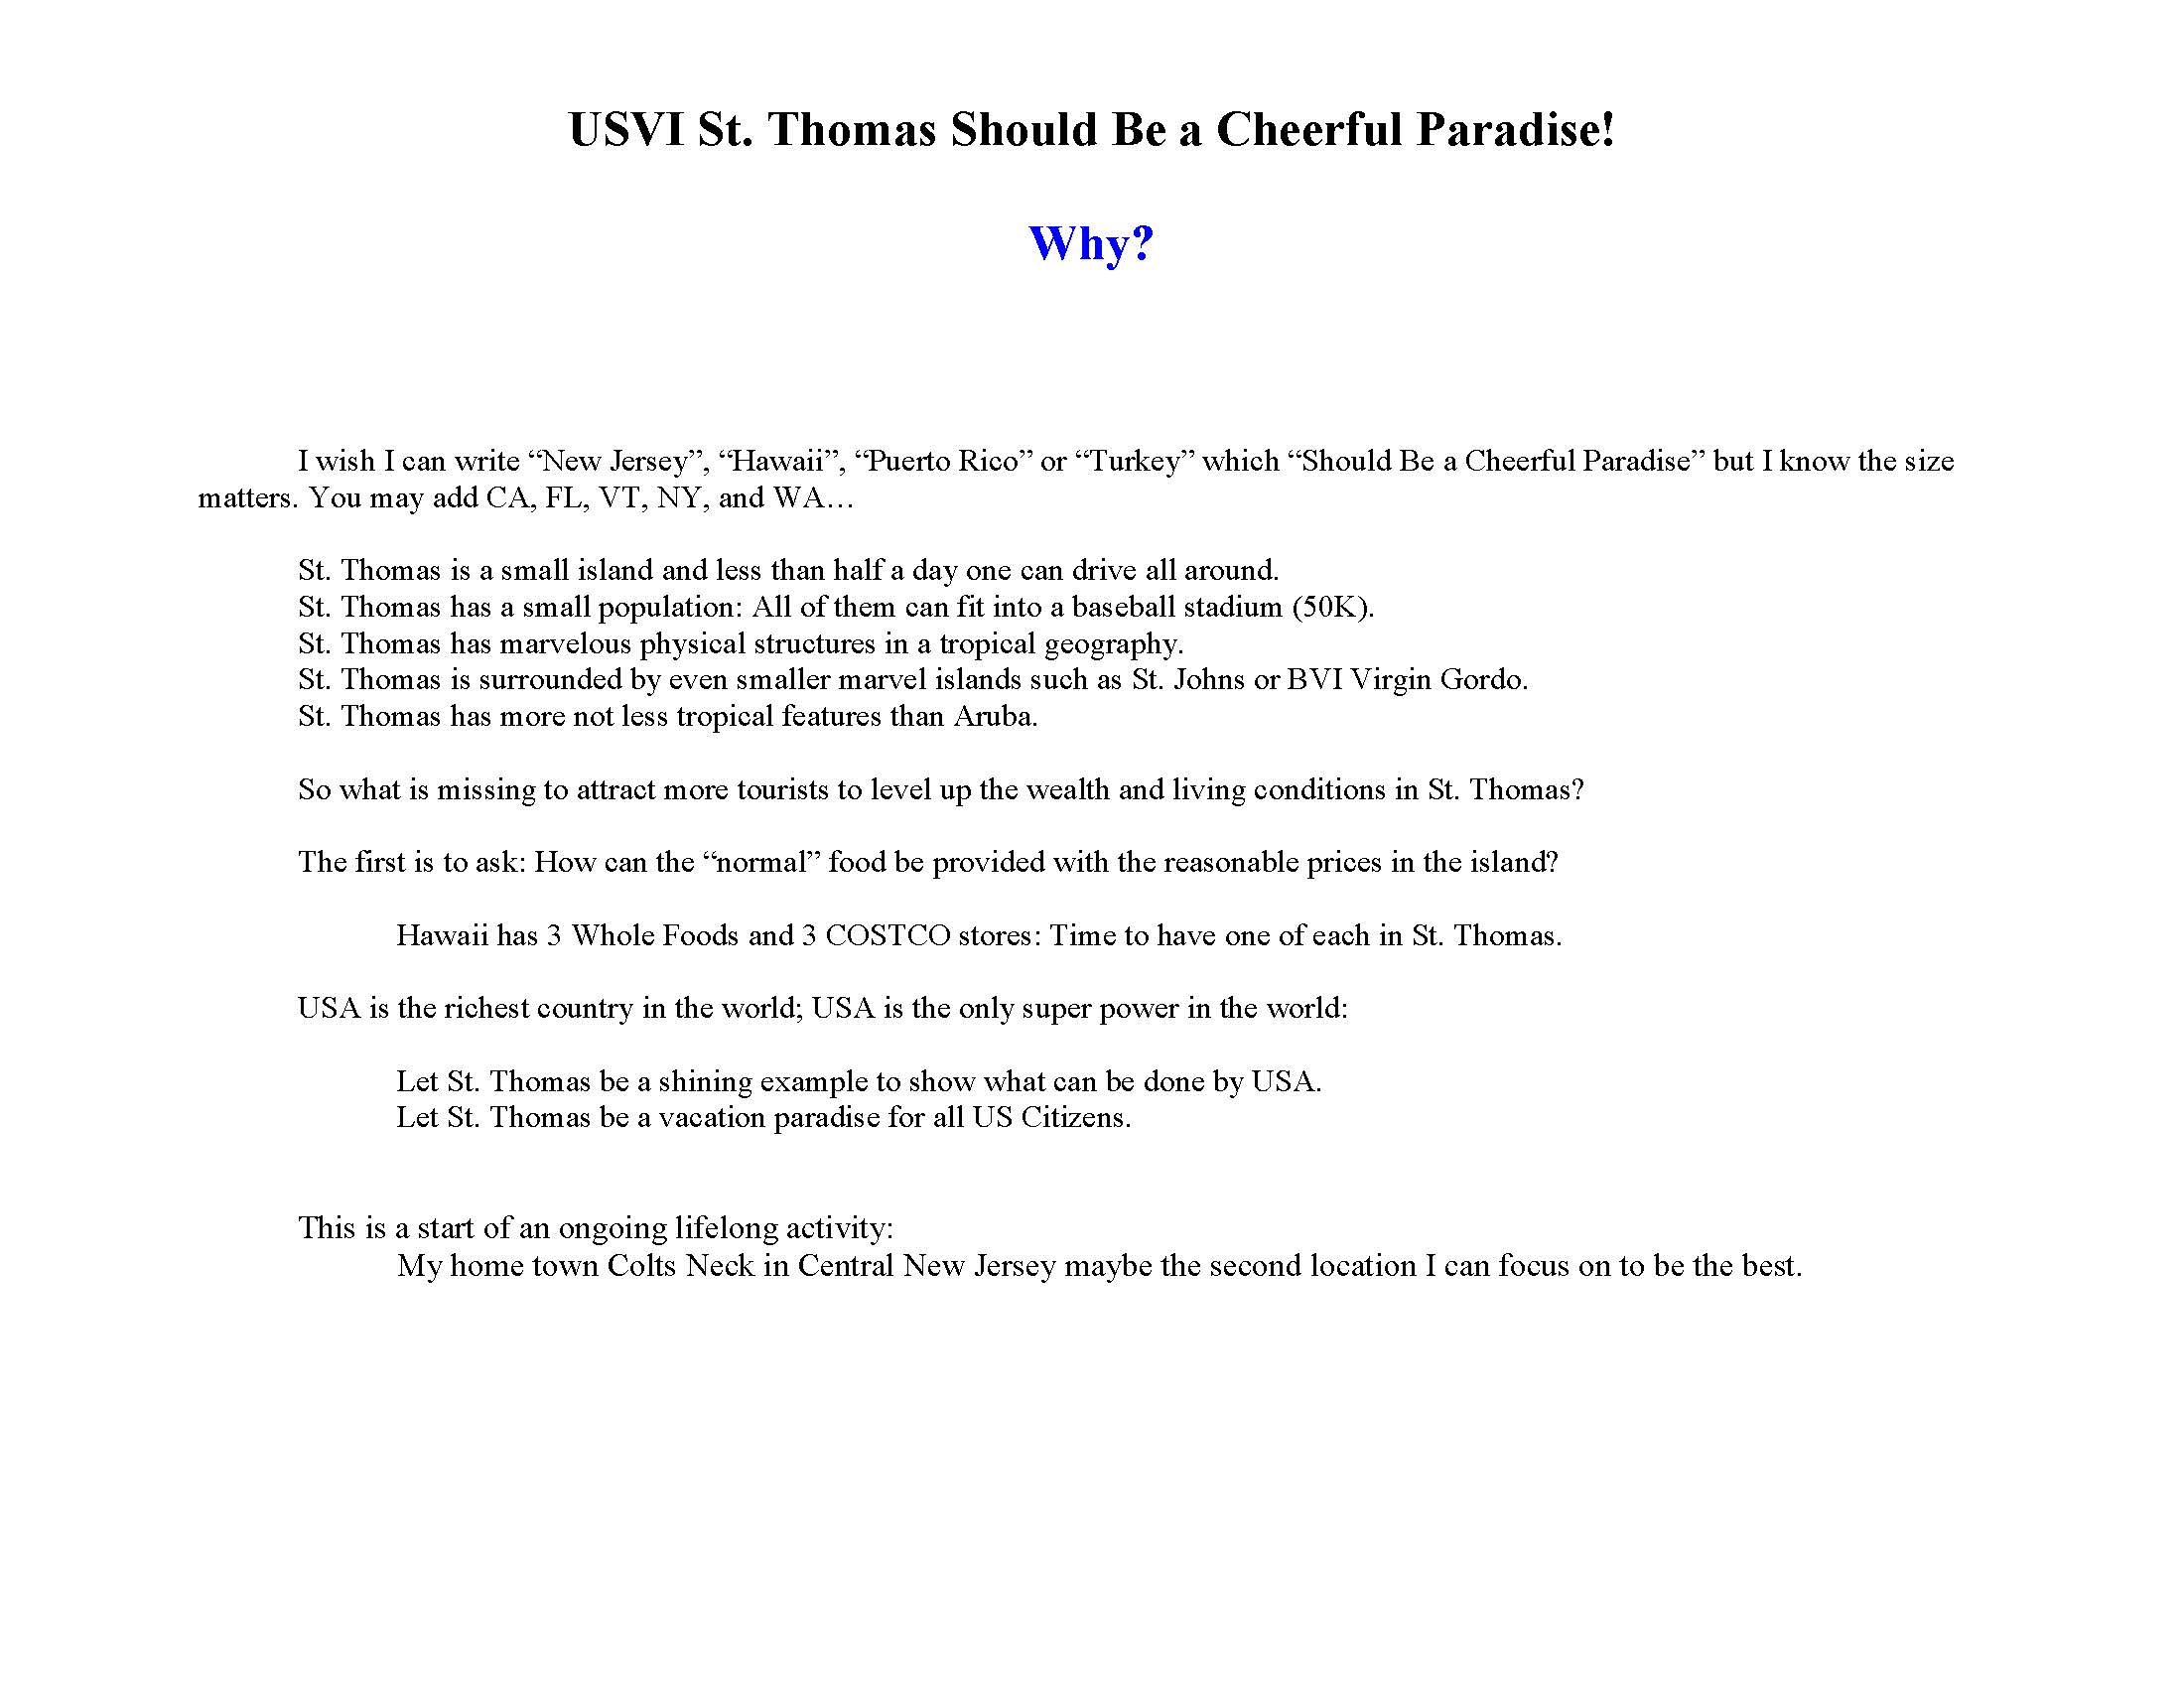 USVI St. Thomas Should Be a Cheerful Paradise!
Why?
I wish I can write “New Jersey”, “Hawaii”, “Puerto Rico” or “Turkey” which “Should Be a Cheerful Paradise” but I know the size
matters. You may add CA, FL, VT, NY, and WA…
St. Thomas is a small island and less than half a day one can drive all around.
St. Thomas has a small population: All of them can fit into a baseball stadium (50K).
St. Thomas has marvelous physical structures in a tropical geography.
St. Thomas is surrounded by even smaller marvel islands such as St. Johns or BVI Virgin Gordo.
St. Thomas has more not less tropical features than Aruba.
So what is missing to attract more tourists to level up the wealth and living conditions in St. Thomas?
The first is to ask: How can the “normal” food be provided with the reasonable prices in the island?
Hawaii has 3 Whole Foods and 3 COSTCO stores: Time to have one of each in St. Thomas.
USA is the richest country in the world; USA is the only super power in the world:
Let St. Thomas be a shining example to show what can be done by USA.
Let St. Thomas be a vacation paradise for all US Citizens.
This is a start of an ongoing lifelong activity:
My home town Colts Neck in Central New Jersey maybe the second location I can focus on to be the best.